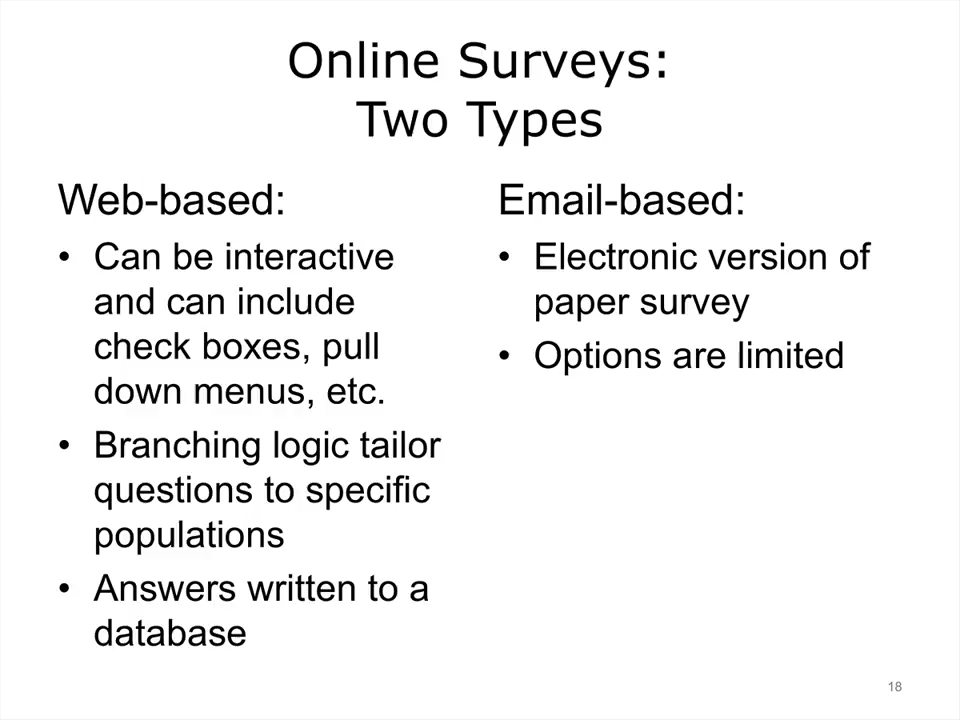 Online Surveys:
Two Types
Web-based:
• Can be interactive
and can include
check boxes, pull
down menus, etc.
• Branching logic tailor
questions to specific
populations
• Answers written to a
database
Email-based:
• Electronic version of
paper survey
• Options are limited
18